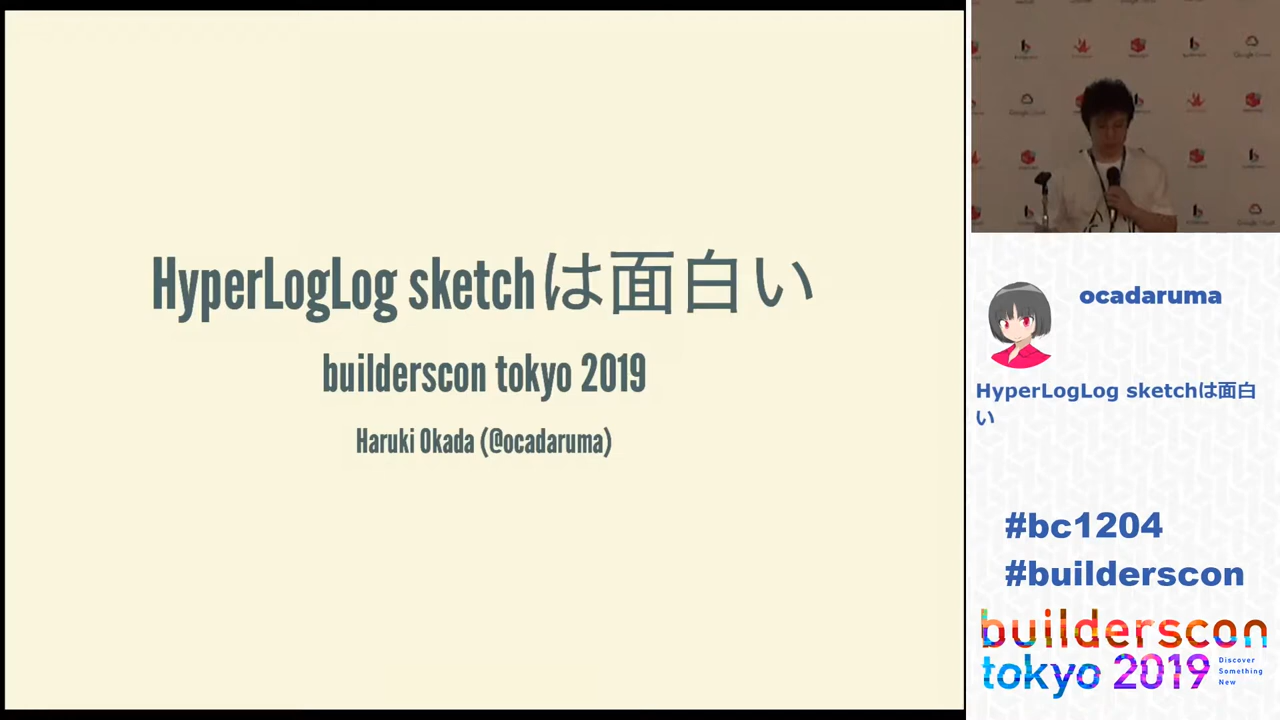 HyperLogLog sketchは面白い
builderscon tokyo 2019
Haruki Okada (@ocadaruma)
ocadaruma
HyperLogLog sketchは面白
い
#bc1204
#builderscon
builderscon
tokyo 2019
Discover
Something
New